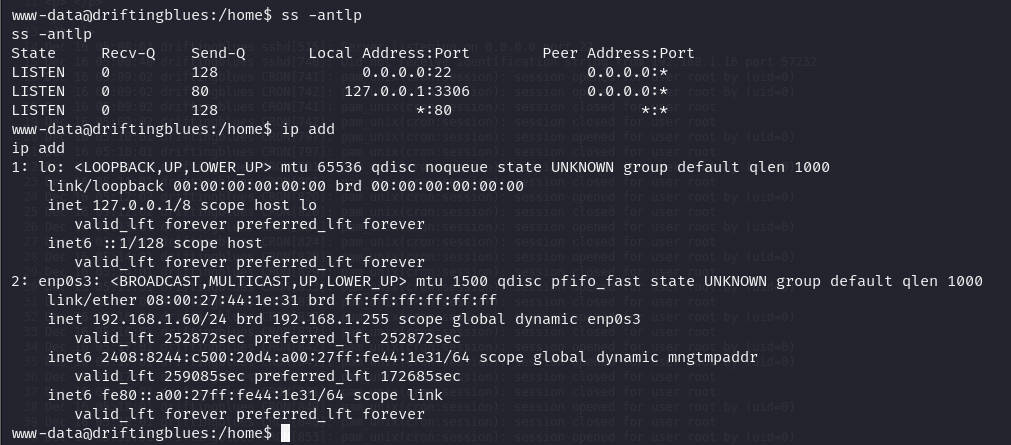 www-data@driftingblues:/home$ ss -antlp
ss -antlp
State Recv-Q Send-Q Local Address:Port Peer Address:Port
LISTEN 0 128 0.0.0.0:22 0.0.0.0:*
LISTEN 0 80 127.0.0.1:3306 0.0.0.0:*
LISTEN 0 128 *:80 *:*
www-data@driftingblues:/home$ ip add
ip add
1: lo: <LOOPBACK,UP,LOWER_UP> mtu 65536 qdisc noqueue state UNKNOWN group default qlen 1000
link/loopback 00:00:00:00:00:00 brd 00:00:00:00:00:00
inet 127.0.0.1/8 scope host lo
valid_lft forever preferred_lft forever
inet6 ::1/128 scope host
valid_lft forever preferred_lft forever
2: enp0s3: <BROADCAST,MULTICAST,UP,LOWER_UP> mtu 1500 qdisc pfifo_fast state UNKNOWN group default qlen 1000
link/ether 08:00:27:44:1e:31 brd ff:ff:ff:ff:ff:ff
inet 192.168.1.60/24 brd 192.168.1.255 scope global dynamic enp0s3
valid_lft 252872sec preferred_lft 252872sec
inet6 2408:8244:c500:20d4:a00:27ff:fe44:1e31/64 scope global dynamic mngtmpaddr
valid_lft 259085sec preferred_lft 172685sec
inet6 fe80::a00:27ff:fe44:1e31/64 scope link
valid_lft forever preferred_lft forever
www-data@driftingblues:/home$